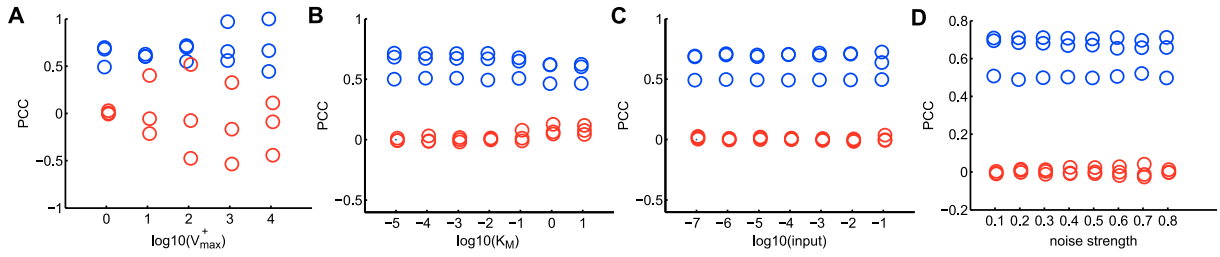 A
PCC
1
0.5
0
−0.5
−1
0 1 2 3 4
log10(V⁺max)
B
PCC
1
0.5
0
−0.5
−5 −4 −3 −2 −1 0 1
log10(K_M)
C
PCC
1
0.5
0
−0.5
−7 −6 −5 −4 −3 −2 −1
log10(input)
D
PCC
0.8
0.6
0.4
0.2
0
−0.2
0.1 0.2 0.3 0.4 0.5 0.6 0.7 0.8
noise strength